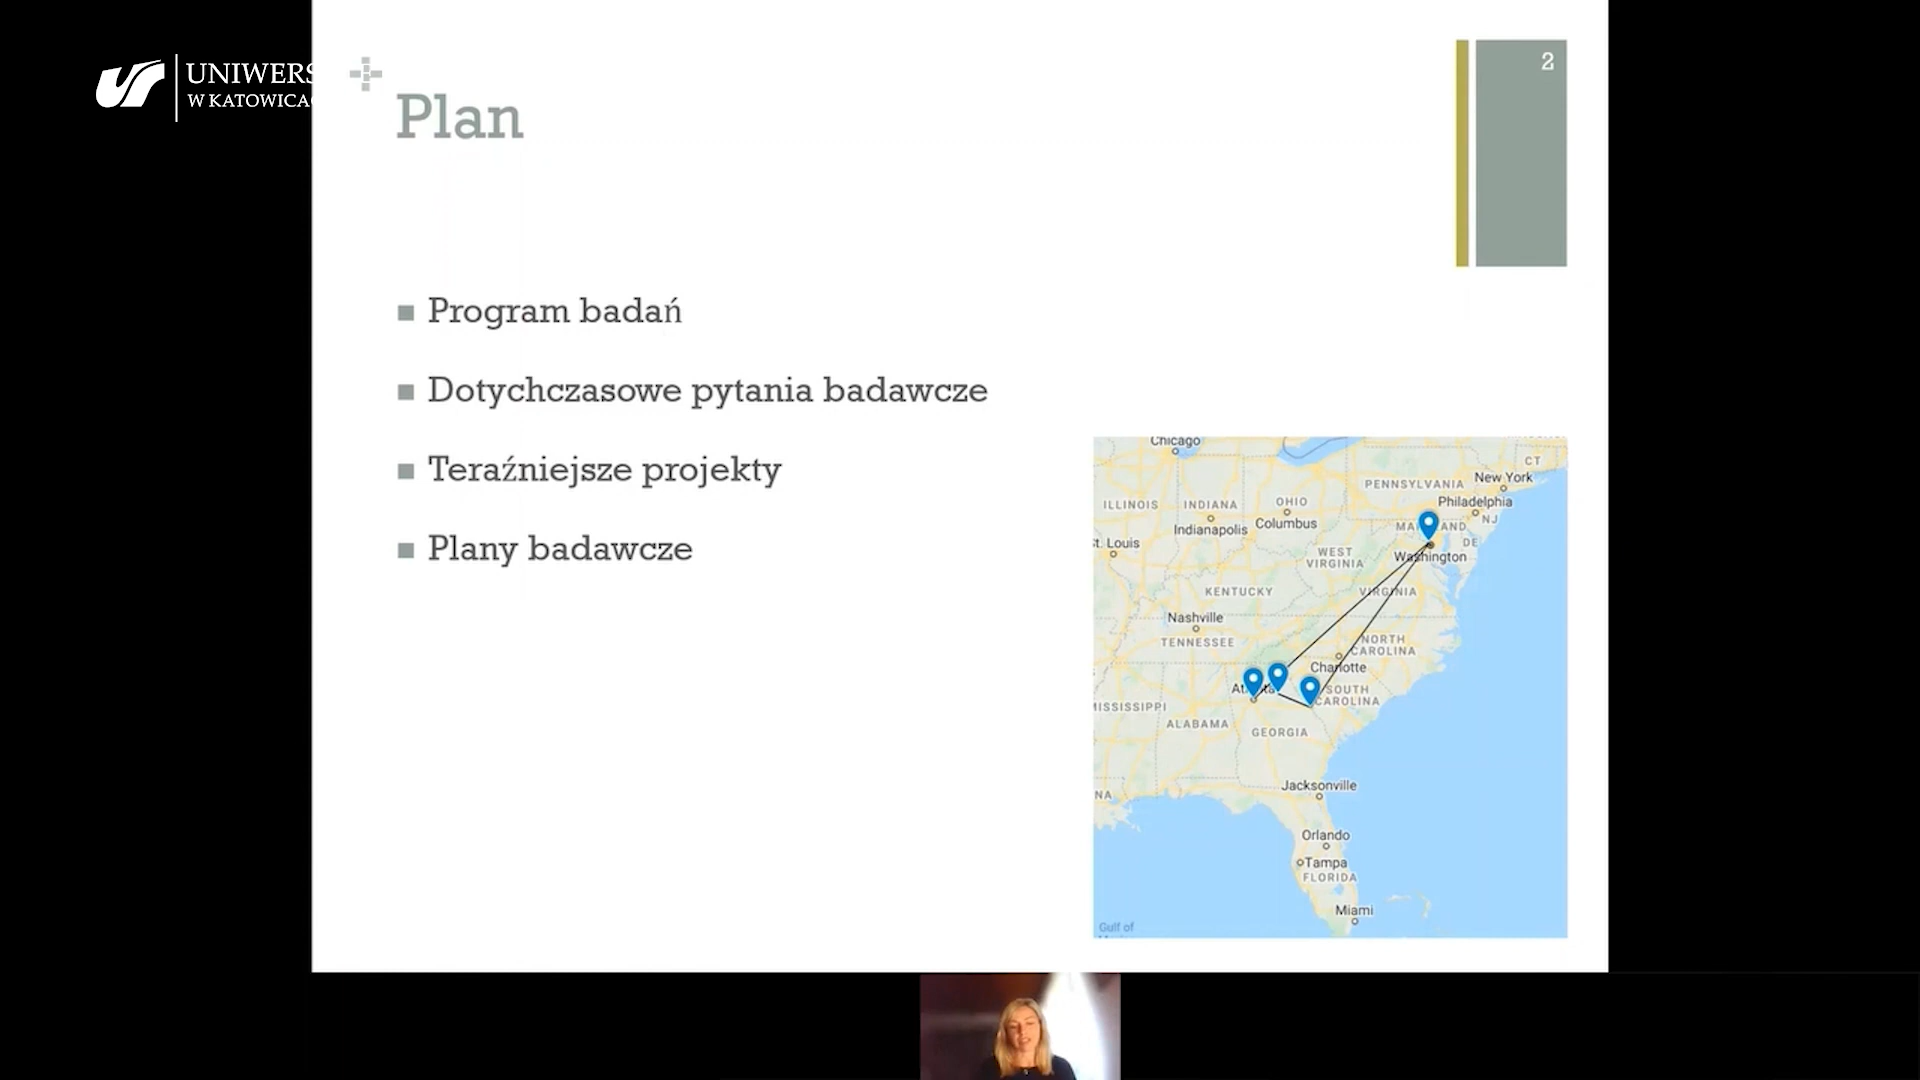 UNIWERS
W KATOWICA
2
Plan
Program badań
Dotychczasowe pytania badawcze
Teraźniejsze projekty
Plany badawcze
Chicago
CT
New York
PENNSYLVANIA
Philadelphia
ILLINOIS
INDIANA
OHIO
NJ
Indianapolis
Columbus
St. Louis
DE
WEST
VIRGINIA
Washington
KENTUCKY
VIRGINIA
Nashville
TENNESSEE
NORTH
CAROLINA
Charlotte
SOUTH
CAROLINA
MISSISSIPPI
ALABAMA
GEORGIA
Jacksonville
NA
Orlando
Tampa
FLORIDA
Miami
Gulf of